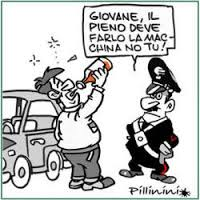 GIOVANE, IL
PIENO DEVE
FARLO LA MAC-
CHINA NO TU!
Pillinini